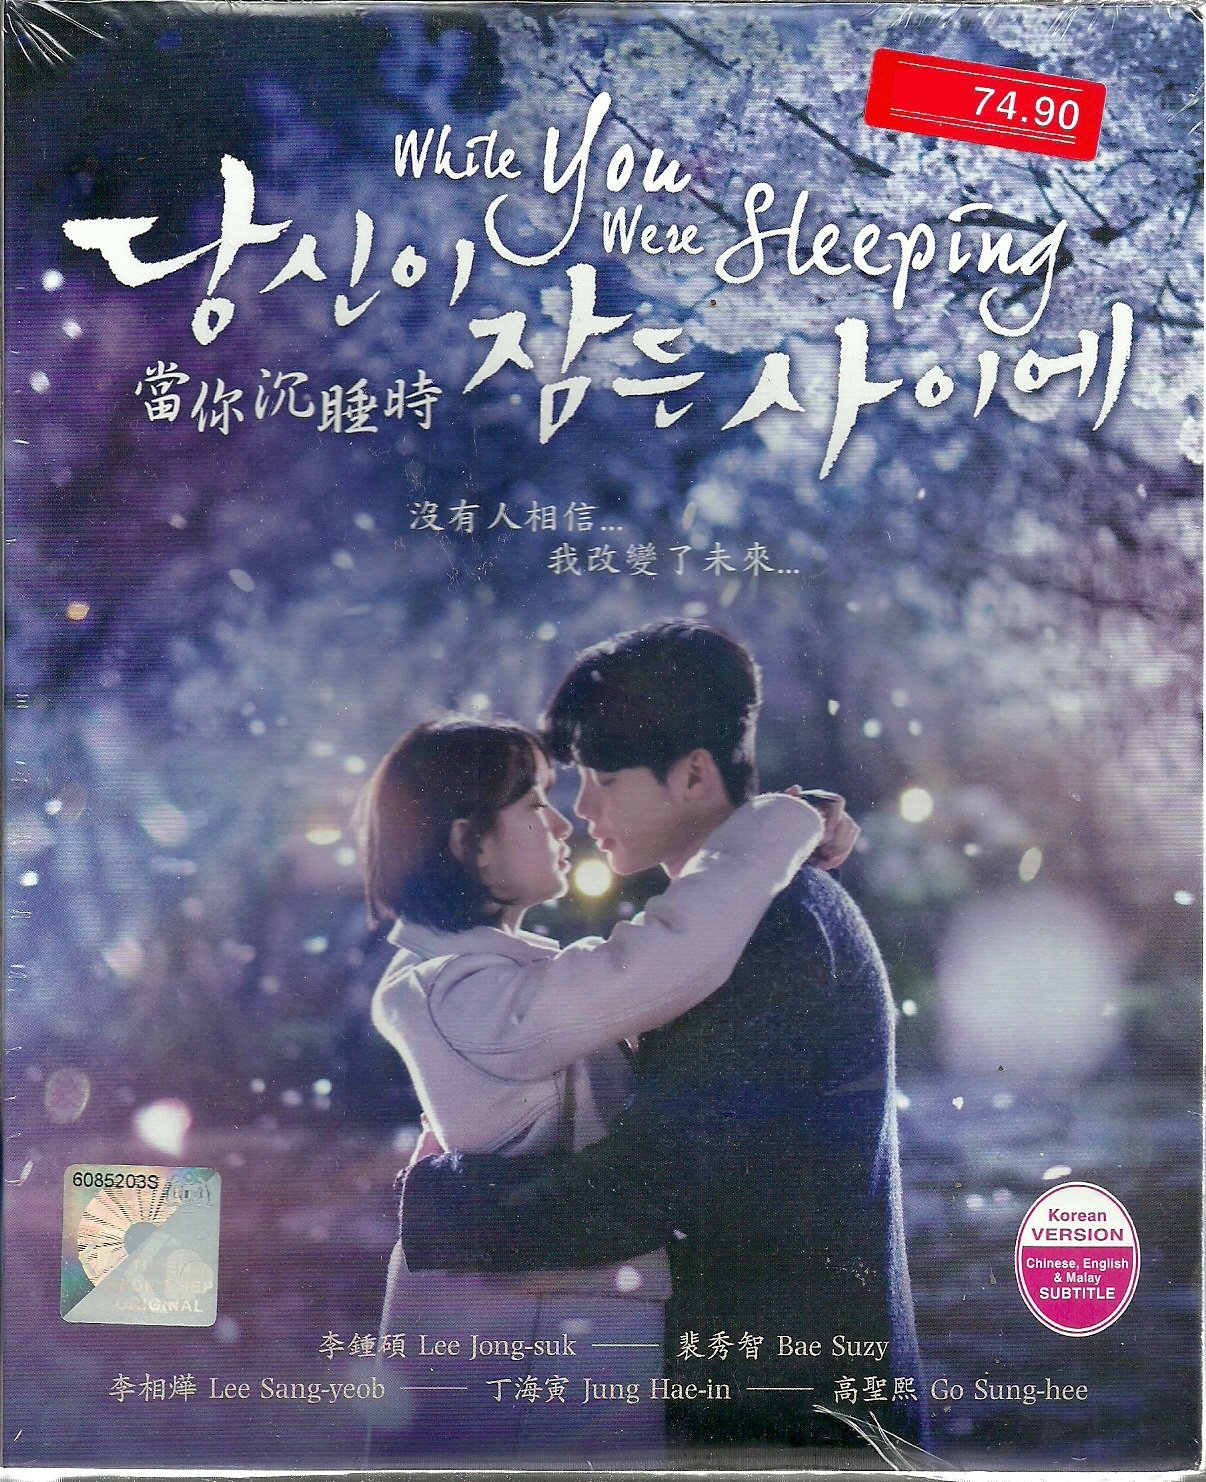 74.90
While You
Were Sleeping
당신이
잠든 사이에
當你沉睡時
沒有人相信...
我改變了未來...
6085203S
ORIGINAL
Korean
VERSION
Chinese, English
& Malay
SUBTITLE
李鍾碩 Lee Jong-suk 裴秀智 Bae Suzy
李相燁 Lee Sang-yeob 丁海寅 Jung Hae-in 高聖熙 Go Sung-hee